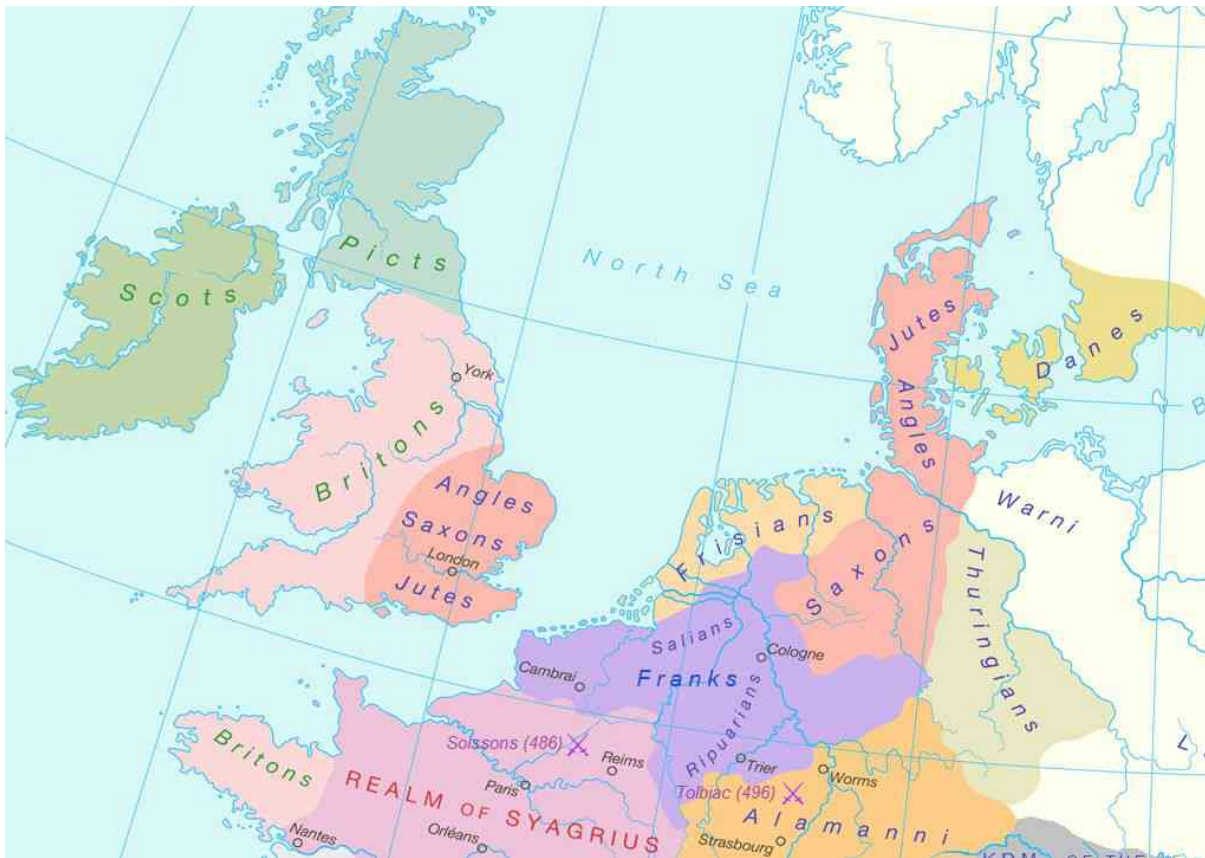 North Sea
Picts
Scots
Jutes
Danes
York
Angles
Britons
Angles
Saxons
London
Jutes
Warni
Frisians
Saxons
Thuringians
Salians
Cologne
Cambrai
Franks
Ripuarians
Britons
Soissons (486)
Reims
Trier
Worms
Paris
Tolbiac (496)
REALM OF SYAGRIUS
Alamanni
Nantes
Orléans
Strasbourg